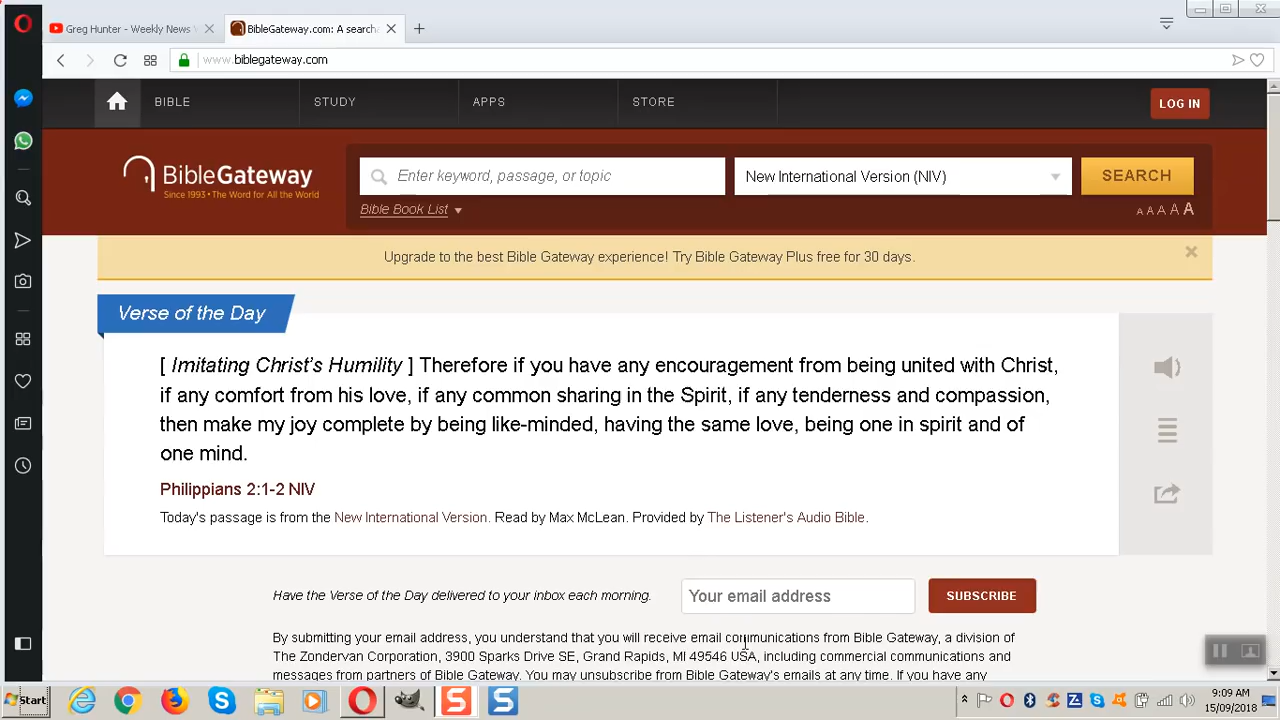 Greg Hunter - Weekly News
BibleGateway.com: A search
www.biblegateway.com
BIBLE
STUDY
APPS
STORE
LOG IN
BibleGateway
Since 1993 • The Word for All the World
Enter keyword, passage, or topic
New International Version (NIV)
SEARCH
Bible Book List
A A A A A
Upgrade to the best Bible Gateway experience! Try Bible Gateway Plus free for 30 days.
Verse of the Day
[ Imitating Christ's Humility ] Therefore if you have any encouragement from being united with Christ,
if any comfort from his love, if any common sharing in the Spirit, if any tenderness and compassion,
then make my joy complete by being like-minded, having the same love, being one in spirit and of
one mind.
Philippians 2:1-2 NIV
Today's passage is from the New International Version. Read by Max McLean. Provided by The Listener's Audio Bible.
Have the Verse of the Day delivered to your inbox each morning.
Your email address
SUBSCRIBE
By submitting your email address, you understand that you will receive email communications from Bible Gateway, a division of
The Zondervan Corporation, 3900 Sparks Drive SE, Grand Rapids, MI 49546 USA, including commercial communications and
messages from partners of Bible Gateway. You may unsubscribe from Bible Gateway's emails at any time. If you have any
Start
9:09 AM
15/09/2018